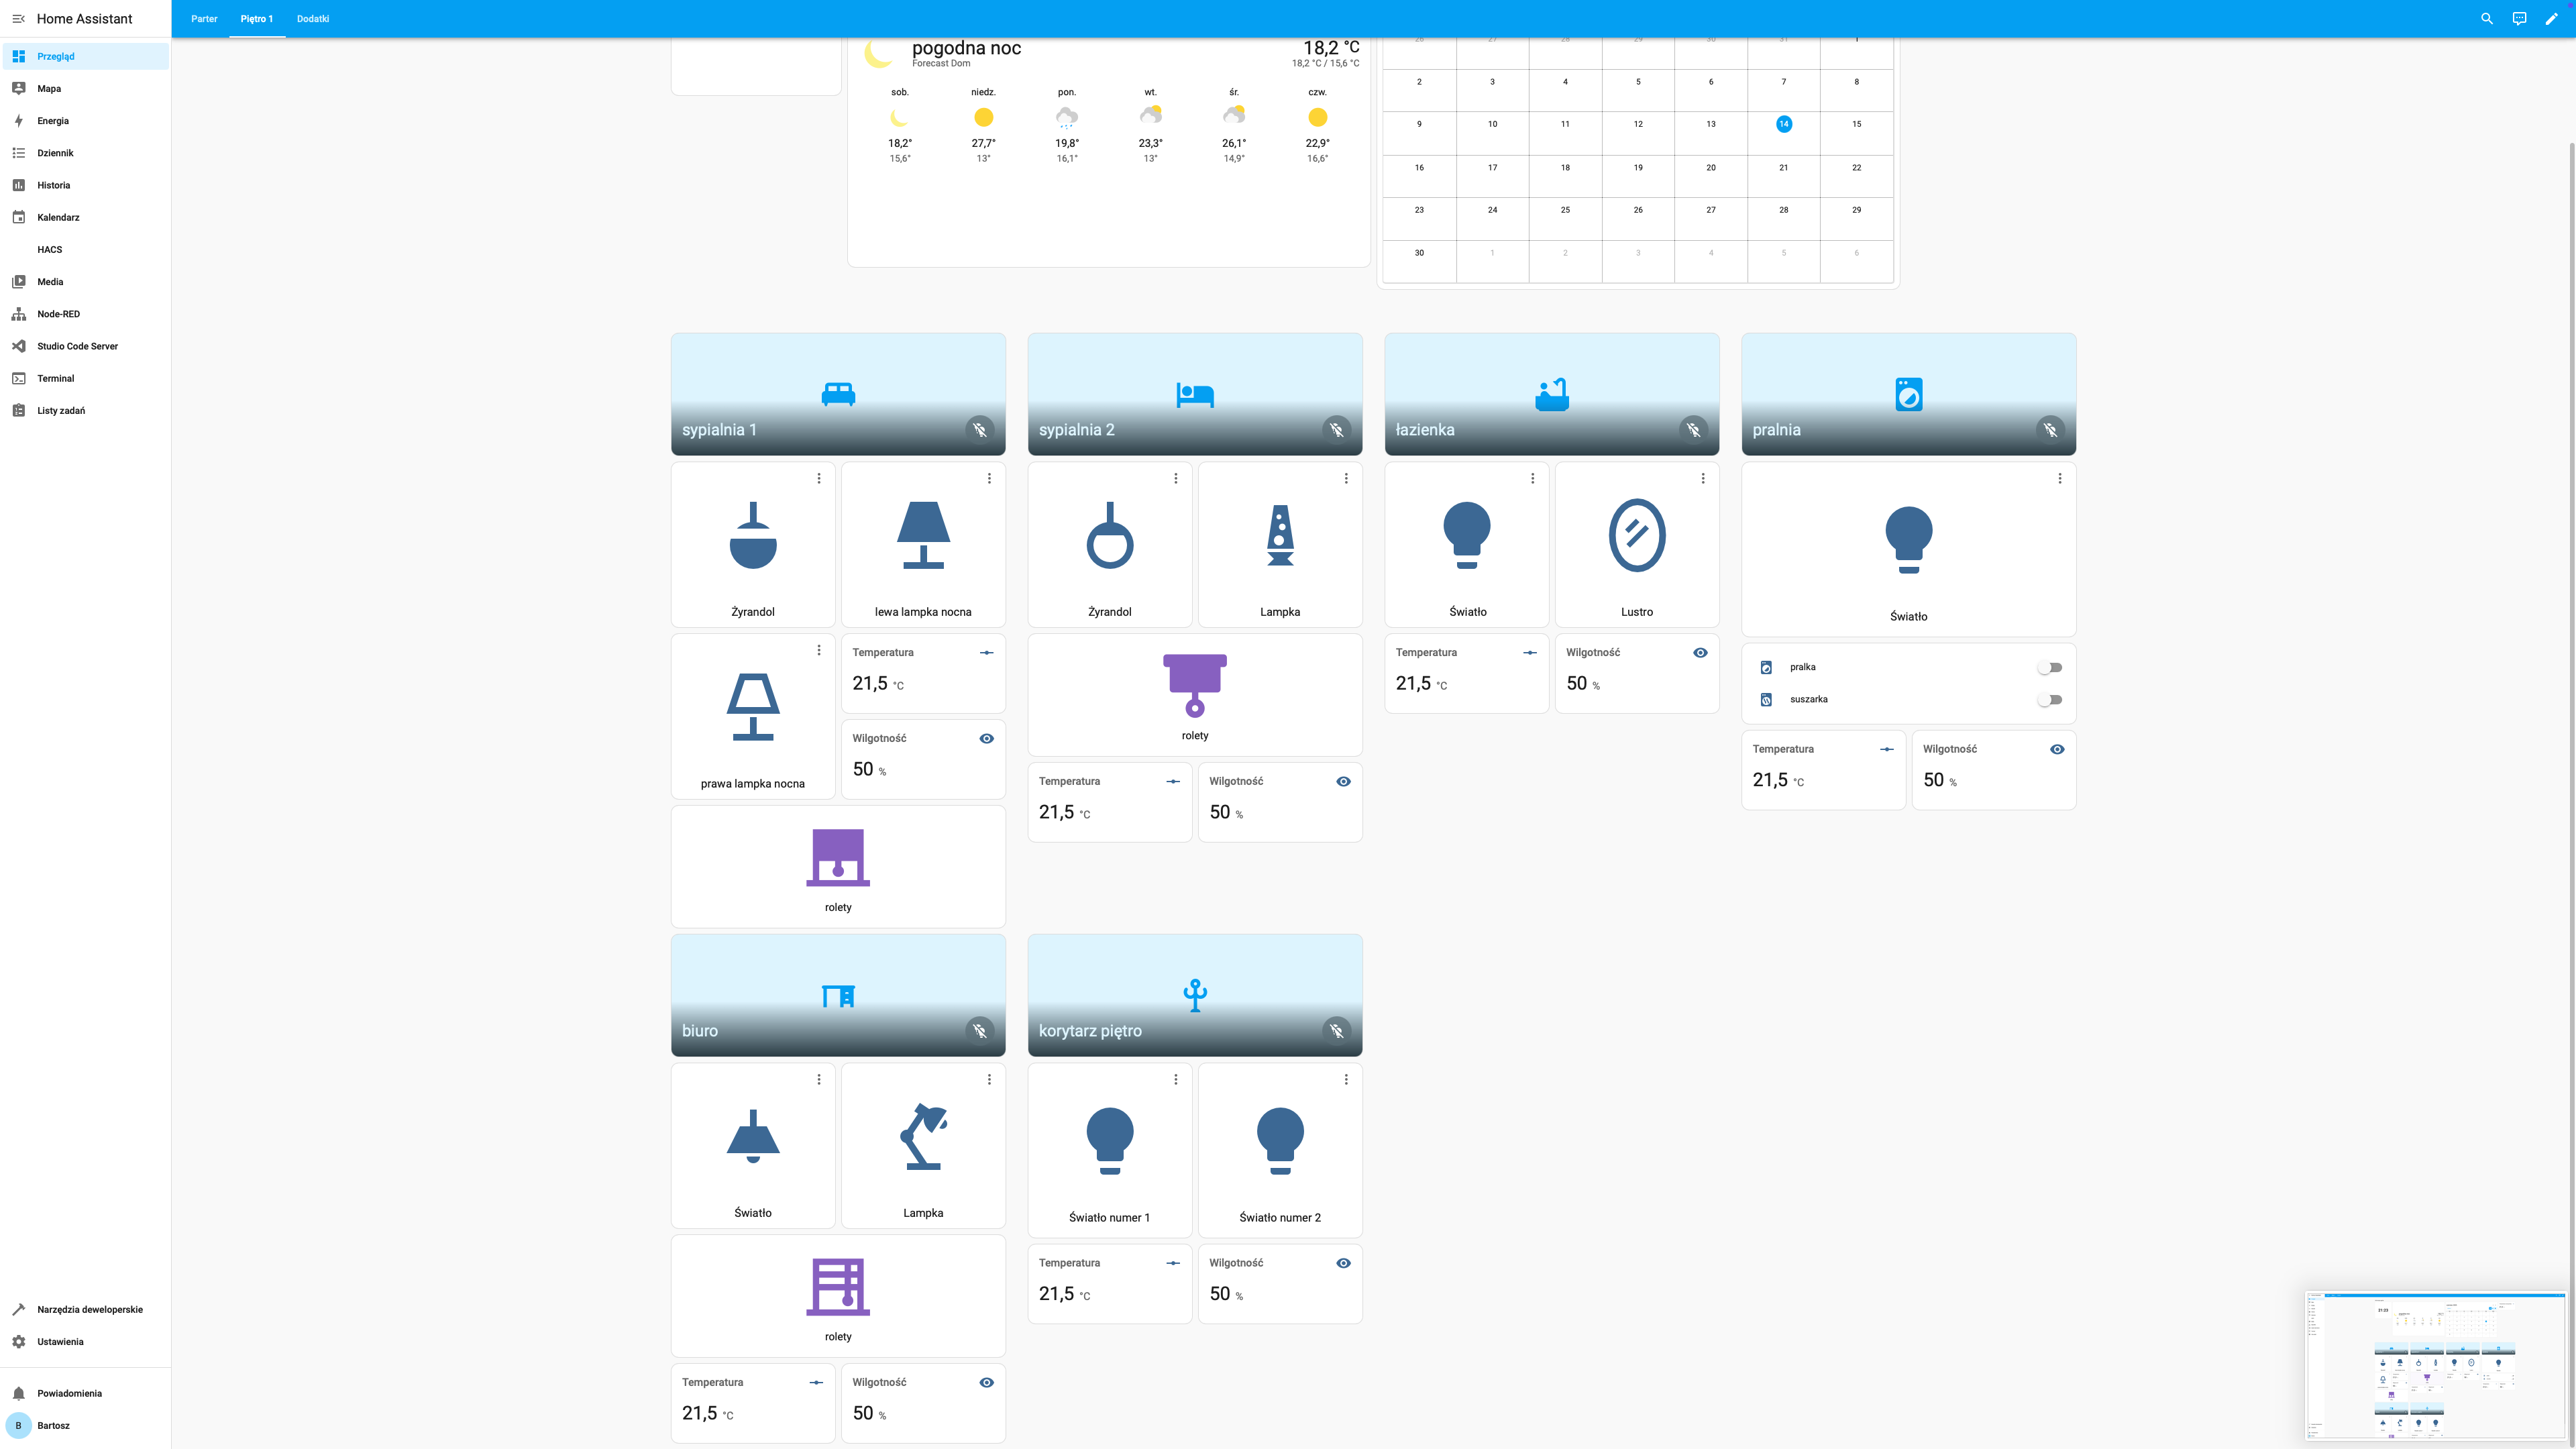 Home Assistant
Parter
Piętro 1
Dodatki
Przegląd
Mapa
Energia
Dziennik
Historia
Kalendarz
HACS
Media
Node-RED
Studio Code Server
Terminal
Listy zadań
Narzędzia deweloperskie
Ustawienia
Powiadomienia
B Bartosz
pogodna noc
Forecast Dom
18,2 °C
18,2 °C / 15,6 °C
sob. niedz. pon. wt. śr. czw.
18,2° 27,7° 19,8° 23,3° 26,1° 22,9°
15,6° 13° 16,1° 13° 14,9° 16,6°
26 27 28 29 30 31 1
2 3 4 5 6 7 8
9 10 11 12 13 14 15
16 17 18 19 20 21 22
23 24 25 26 27 28 29
30 1 2 3 4 5 6
sypialnia 1
Żyrandol
lewa lampka nocna
prawa lampka nocna
Temperatura
21,5 °C
Wilgotność
50 %
rolety
sypialnia 2
Żyrandol
Lampka
rolety
Temperatura
21,5 °C
Wilgotność
50 %
łazienka
Światło
Lustro
Temperatura
21,5 °C
Wilgotność
50 %
pralnia
Światło
pralka
suszarka
Temperatura
21,5 °C
Wilgotność
50 %
biuro
Światło
Lampka
rolety
Temperatura
21,5 °C
Wilgotność
50 %
korytarz piętro
Światło numer 1
Światło numer 2
Temperatura
21,5 °C
Wilgotność
50 %